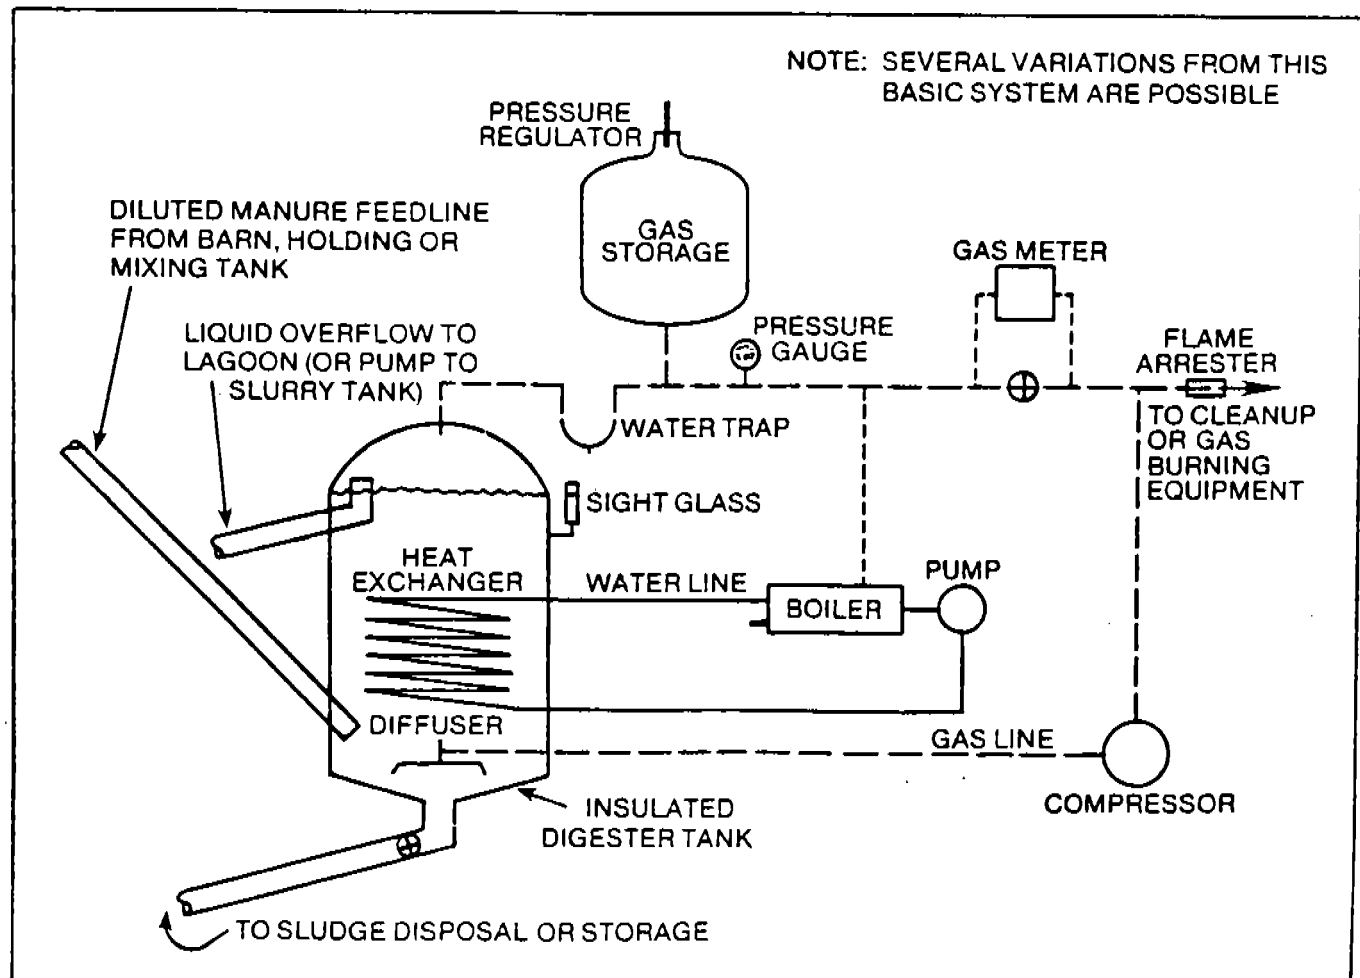 NOTE: SEVERAL VARIATIONS FROM THIS
BASIC SYSTEM ARE POSSIBLE
PRESSURE
REGULATOR
GAS
STORAGE
DILUTED MANURE FEEDLINE
FROM BARN, HOLDING OR
MIXING TANK
GAS METER
LIQUID OVERFLOW TO
LAGOON (OR PUMP TO
SLURRY TANK)
PRESSURE
GAUGE
FLAME
ARRESTER
WATER TRAP
TO CLEANUP
OR GAS
BURNING
EQUIPMENT
SIGHT GLASS
HEAT
EXCHANGER
WATER LINE
BOILER
PUMP
DIFFUSER
GAS LINE
COMPRESSOR
INSULATED
DIGESTER TANK
TO SLUDGE DISPOSAL OR STORAGE